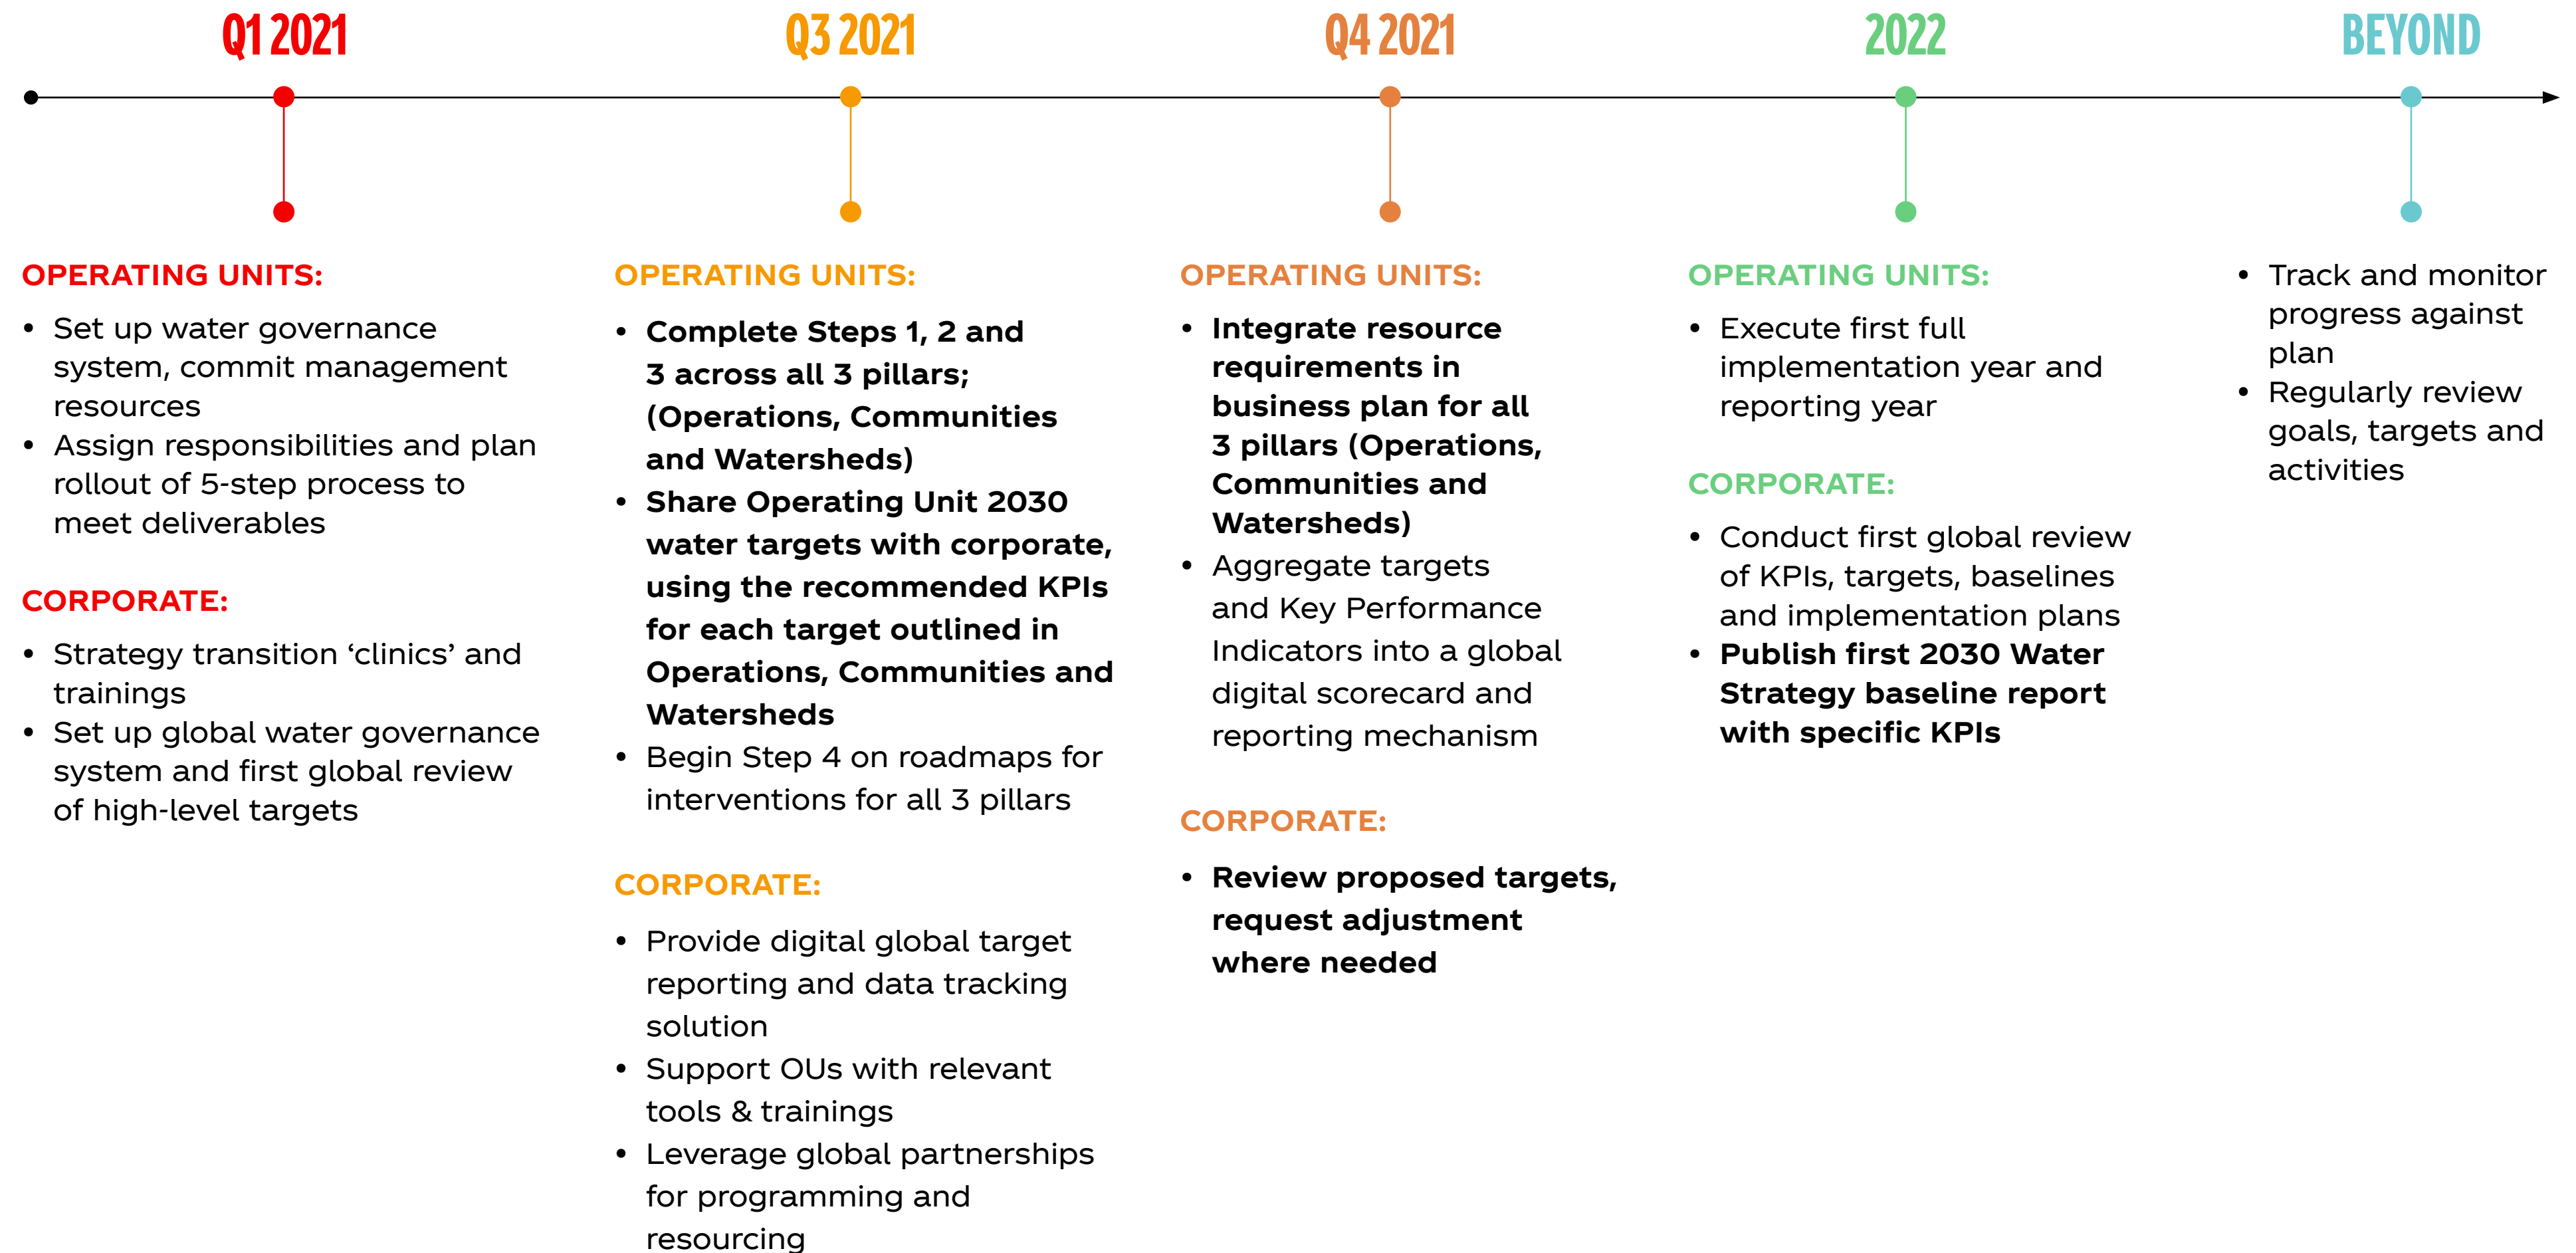 Q1 2021
Q3 2021
Q4 2021
2022
BEYOND
OPERATING UNITS:
• Set up water governance
system, commit management
resources
• Assign responsibilities and plan
rollout of 5-step process to
meet deliverables
CORPORATE:
• Strategy transition ‘clinics’ and
trainings
• Set up global water governance
system and first global review
of high-level targets
OPERATING UNITS:
• Complete Steps 1, 2 and
3 across all 3 pillars;
(Operations, Communities
and Watersheds)
• Share Operating Unit 2030
water targets with corporate,
using the recommended KPIs
for each target outlined in
Operations, Communities and
Watersheds
• Begin Step 4 on roadmaps for
interventions for all 3 pillars
CORPORATE:
• Provide digital global target
reporting and data tracking
solution
• Support OUs with relevant
tools & trainings
• Leverage global partnerships
for programming and
resourcing
OPERATING UNITS:
• Integrate resource
requirements in
business plan for all
3 pillars (Operations,
Communities and
Watersheds)
• Aggregate targets
and Key Performance
Indicators into a global
digital scorecard and
reporting mechanism
CORPORATE:
• Review proposed targets,
request adjustment
where needed
OPERATING UNITS:
• Execute first full
implementation year and
reporting year
CORPORATE:
• Conduct first global review
of KPIs, targets, baselines
and implementation plans
• Publish first 2030 Water
Strategy baseline report
with specific KPIs
• Track and monitor
progress against
plan
• Regularly review
goals, targets and
activities